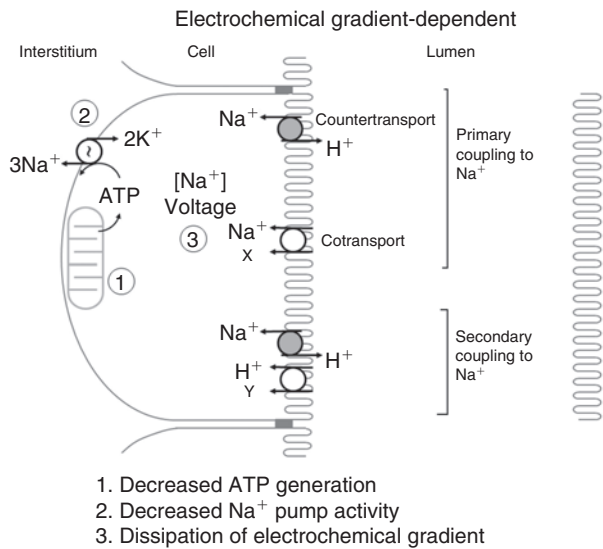 Electrochemical gradient-dependent
Interstitium Cell Lumen
2
2K⁺
3Na⁺
ATP
1
[Na⁺]
Voltage
3
Na⁺ Countertransport
H⁺
Na⁺
X
Cotransport
Primary
coupling to
Na⁺
Na⁺
H⁺
H⁺
Y
Secondary
coupling to
Na⁺
~
1. Decreased ATP generation
2. Decreased Na⁺ pump activity
3. Dissipation of electrochemical gradient